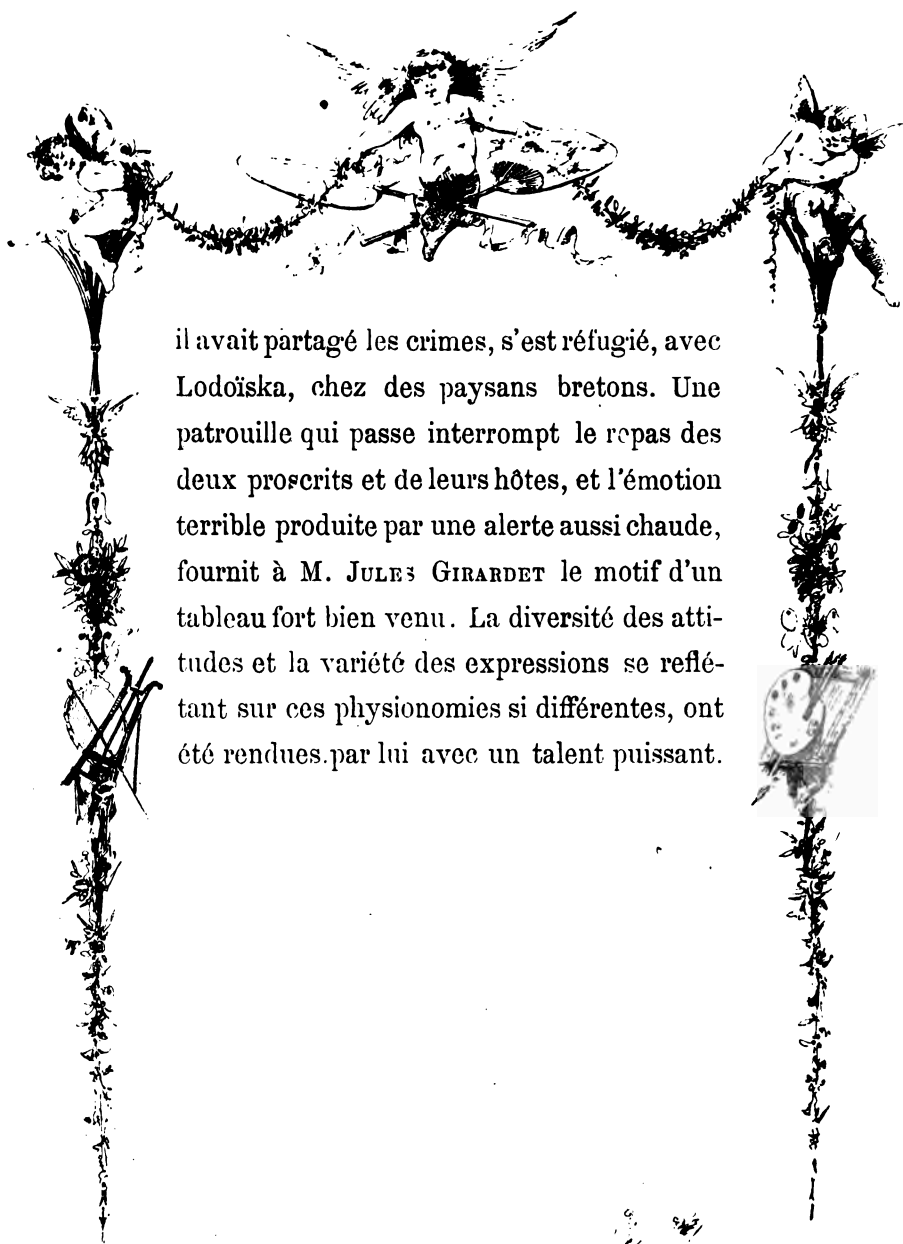 il avait partagé les crimes, s'est réfugié, avec
Lodoïska, chez des paysans bretons. Une
patrouille qui passe interrompt le repas des
deux proscrits et de leurs hôtes, et l'émotion
terrible produite par une alerte aussi chaude,
fournit à M. JULES GIRARDET le motif d'un
tableau fort bien venu. La diversité des atti-
tudes et la variété des expressions se reflé-
tant sur ces physionomies si différentes, ont
été rendues par lui avec un talent puissant.